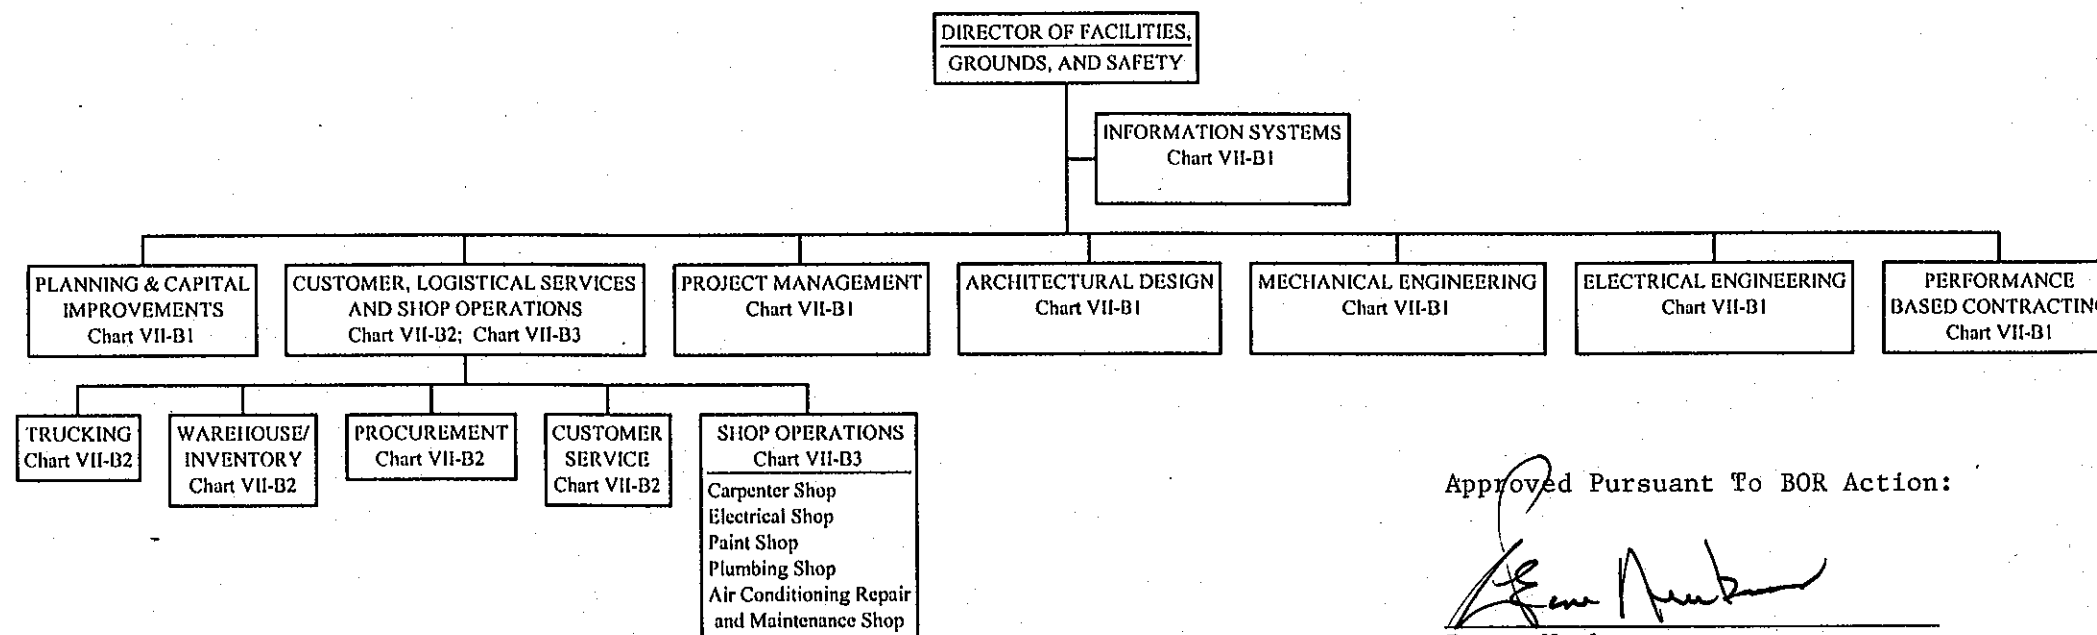 DIRECTOR OF FACILITIES,
GROUNDS, AND SAFETY
INFORMATION SYSTEMS
Chart VII-B1
PLANNING & CAPITAL
IMPROVEMENTS
Chart VII-B1
CUSTOMER, LOGISTICAL SERVICES
AND SHOP OPERATIONS
Chart VII-B2; Chart VII-B3
PROJECT MANAGEMENT
Chart VII-B1
ARCHITECTURAL DESIGN
Chart VII-B1
MECHANICAL ENGINEERING
Chart VII-B1
ELECTRICAL ENGINEERING
Chart VII-B1
PERFORMANCE
BASED CONTRACTING
Chart VII-B1
TRUCKING
Chart VII-B2
WAREHOUSE/
INVENTORY
Chart VII-B2
PROCUREMENT
Chart VII-B2
CUSTOMER
SERVICE
Chart VII-B2
SHOP OPERATIONS
Chart VII-B3
Carpenter Shop
Electrical Shop
Paint Shop
Plumbing Shop
Air Conditioning Repair
and Maintenance Shop
Approved Pursuant To BOR Action: